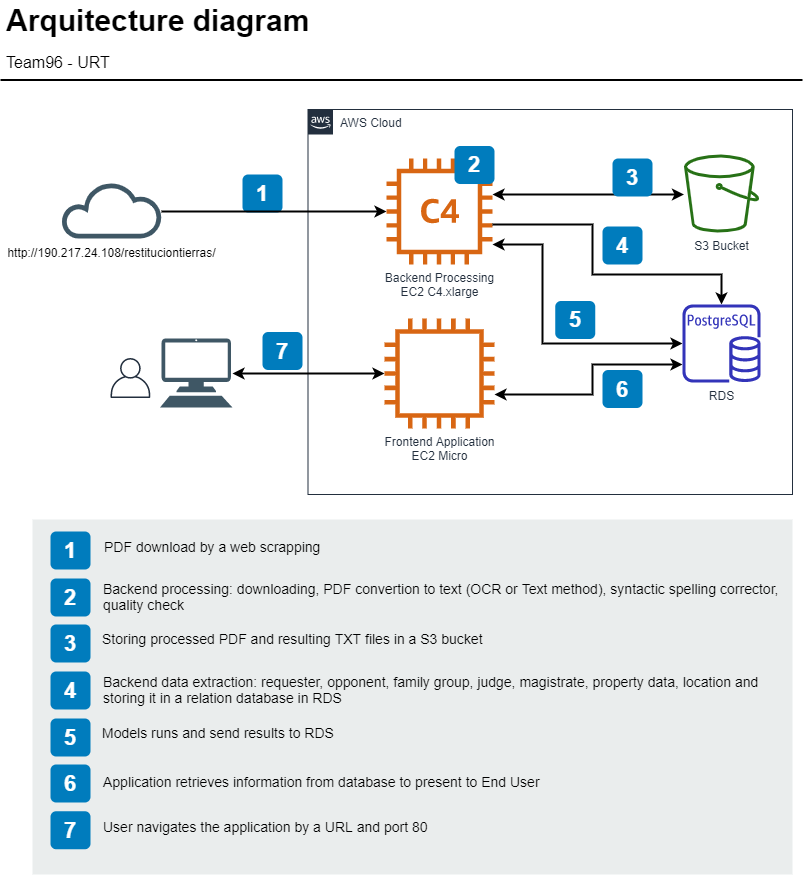 Arquitecture diagram
Team96 - URT
aws
AWS Cloud
1
2
C4
3
http://190.217.24.108/restituciontierras/
Backend Processing
EC2 C4.xlarge
S3 Bucket
4
5
PostgreSQL
RDS
7
6
Frontend Application
EC2 Micro
1
PDF download by a web scrapping
2
Backend processing: downloading, PDF convertion to text (OCR or Text method), syntactic spelling corrector,
quality check
3
Storing processed PDF and resulting TXT files in a S3 bucket
4
Backend data extraction: requester, opponent, family group, judge, magistrate, property data, location and
storing it in a relation database in RDS
5
Models runs and send results to RDS
6
Application retrieves information from database to present to End User
7
User navigates the application by a URL and port 80